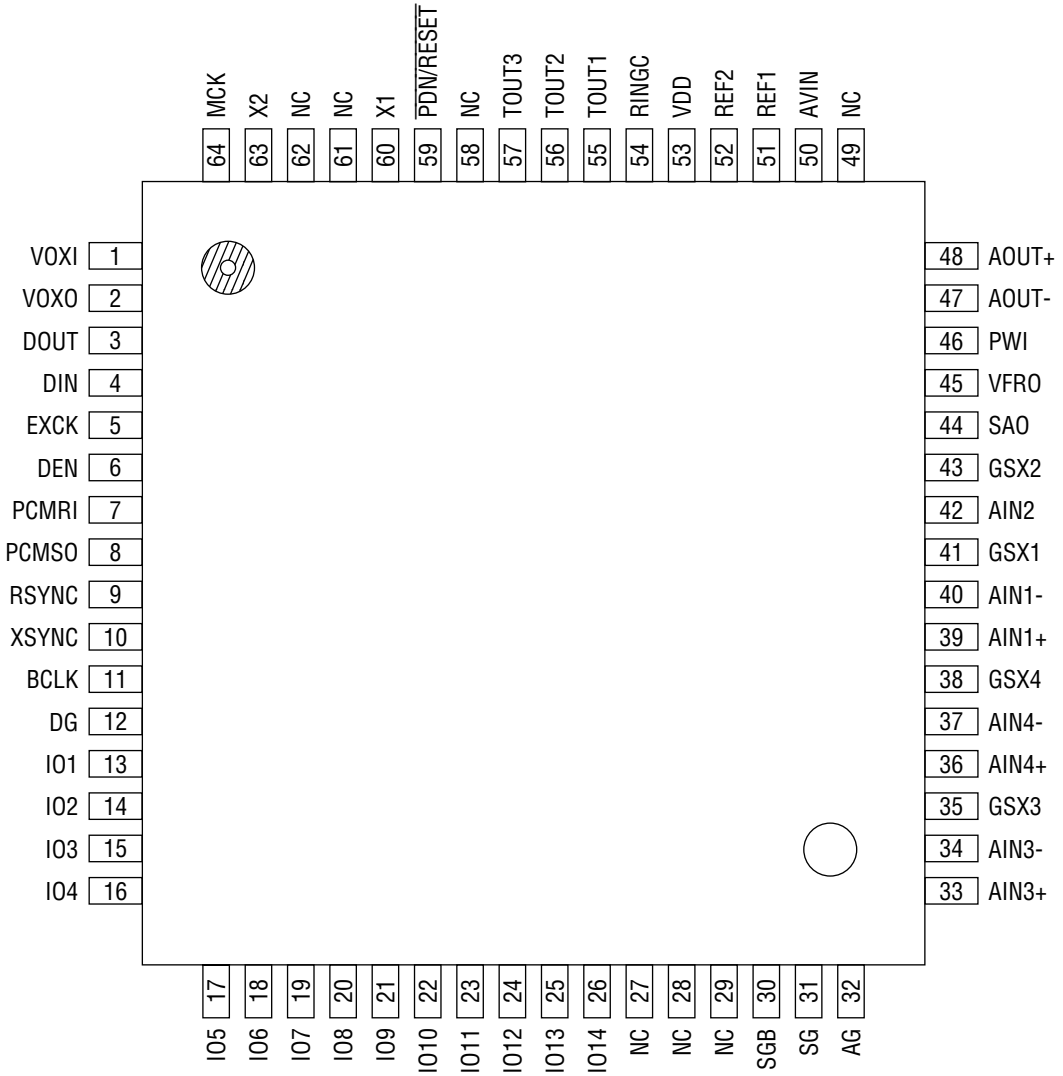 MCK
X2
NC
NC
X1
PDN/RESET
NC
TOUT3
TOUT2
TOUT1
RINGC
VDD
REF2
REF1
AVIN
NC
64
63
62
61
60
59
58
57
56
55
54
53
52
51
50
49
VOXI 1
VOXO 2
DOUT 3
DIN 4
EXCK 5
DEN 6
PCMRI 7
PCMSO 8
RSYNC 9
XSYNC 10
BCLK 11
DG 12
IO1 13
IO2 14
IO3 15
IO4 16
48 AOUT+
47 AOUT-
46 PWI
45 VFRO
44 SAO
43 GSX2
42 AIN2
41 GSX1
40 AIN1-
39 AIN1+
38 GSX4
37 AIN4-
36 AIN4+
35 GSX3
34 AIN3-
33 AIN3+
17
18
19
20
21
22
23
24
25
26
27
28
29
30
31
32
IO5
IO6
IO7
IO8
IO9
IO10
IO11
IO12
IO13
IO14
NC
NC
NC
SGB
SG
AG